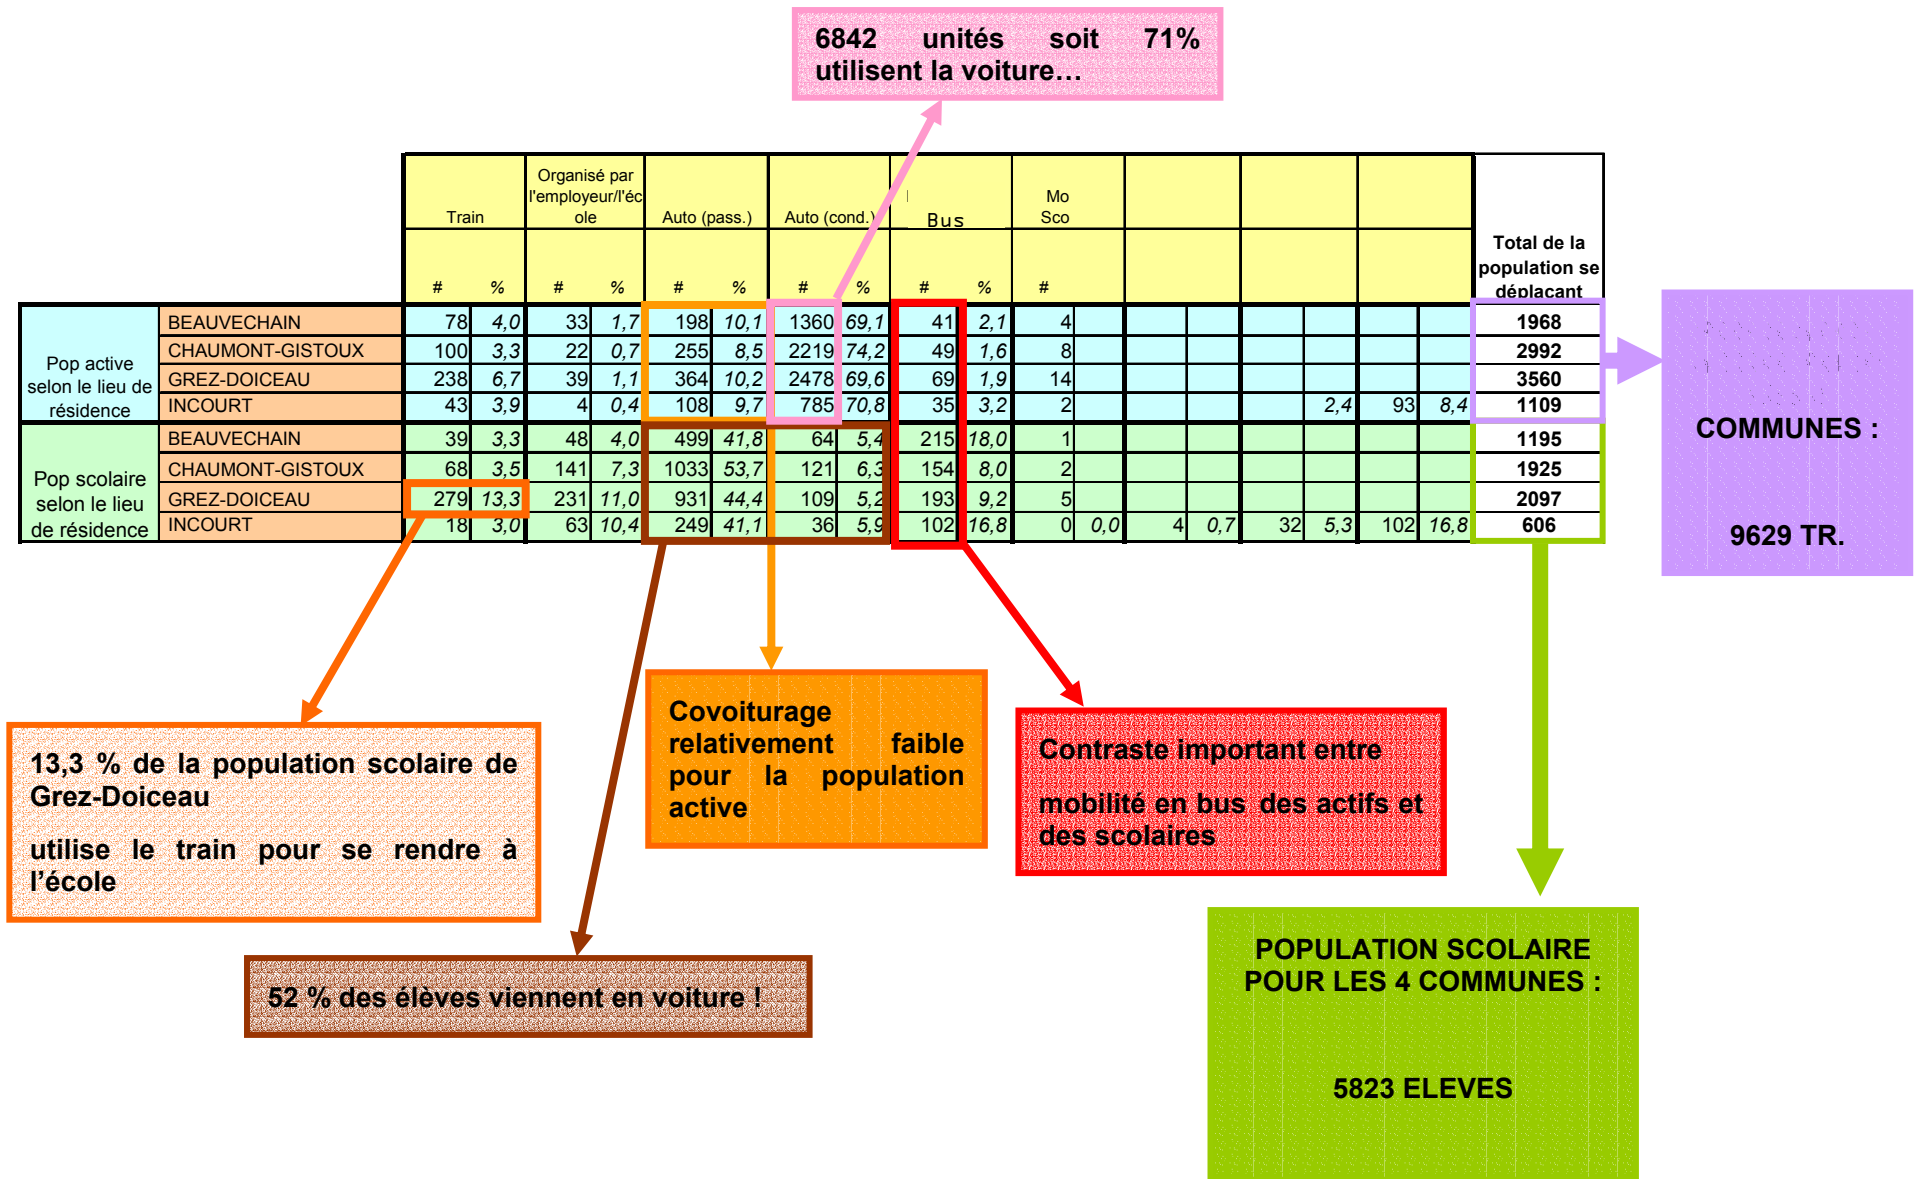 6842 unités soit 71%
utilisent la voiture…
Train
Organisé par
l'employeur/l'éc
ole
Auto (pass.)
Auto (cond.)
Bus
Mo
Sco
Total de la
population se
déplaçant
# % # % # % # % # % #
Pop active
selon le lieu de
résidence
BEAUVECHAIN 78 4,0 33 1,7 198 10,1 1360 69,1 41 2,1 4 1968
CHAUMONT-GISTOUX 100 3,3 22 0,7 255 8,5 2219 74,2 49 1,6 8 2992
GREZ-DOICEAU 238 6,7 39 1,1 364 10,2 2478 69,6 69 1,9 14 3560
INCOURT 43 3,9 4 0,4 108 9,7 785 70,8 35 3,2 2 2,4 93 8,4 1109
Pop scolaire
selon le lieu
de résidence
BEAUVECHAIN 39 3,3 48 4,0 499 41,8 64 5,4 215 18,0 1 1195
CHAUMONT-GISTOUX 68 3,5 141 7,3 1033 53,7 121 6,3 154 8,0 2 1925
GREZ-DOICEAU 279 13,3 231 11,0 931 44,4 109 5,2 193 9,2 5 2097
INCOURT 18 3,0 63 10,4 249 41,1 36 5,9 102 16,8 0 0,0 4 0,7 32 5,3 102 16,8 606
COMMUNES :
9629 TR.
13,3 % de la population scolaire de
Grez-Doiceau
utilise le train pour se rendre à
l'école
Covoiturage
relativement faible
pour la population
active
Contraste important entre
mobilité en bus des actifs et
des scolaires
52 % des élèves viennent en voiture !
POPULATION SCOLAIRE
POUR LES 4 COMMUNES :
5823 ELEVES